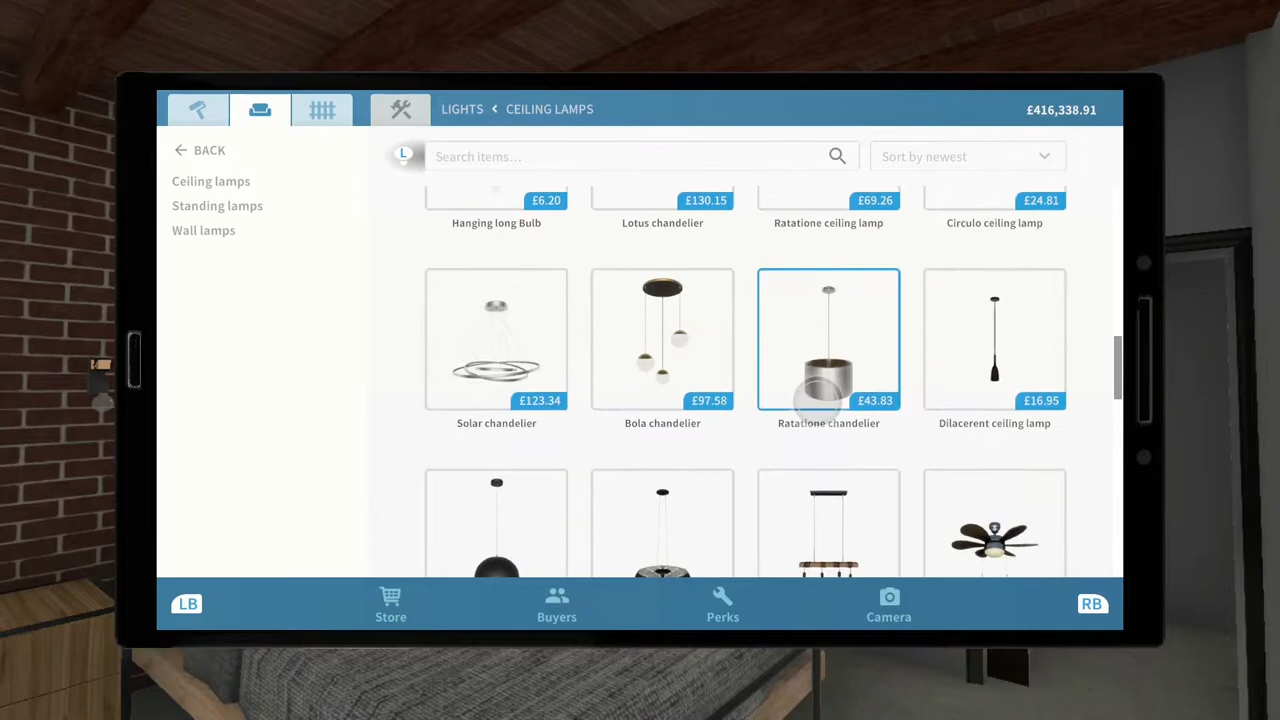 LIGHTS CEILING LAMPS £416,338.91
BACK
Ceiling lamps
Standing lamps
Wall lamps
L
Search items...
Sort by newest
£6.20 £130.15 £69.26 £24.81
Hanging long Bulb Lotus chandelier Ratatione ceiling lamp Circulo ceiling lamp
£123.34 £97.58 £43.83 £16.95
Solar chandelier Bola chandelier Ratatione chandelier Dilacerent ceiling lamp
LB Store Buyers Perks Camera RB